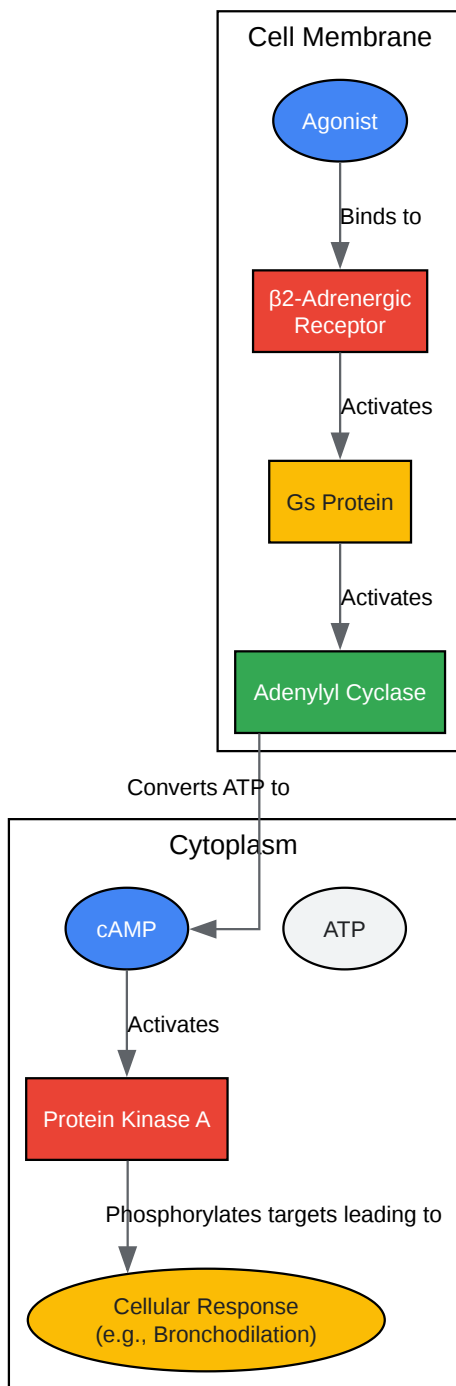 Cell Membrane
Agonist
Binds to
β2-Adrenergic
Receptor
Activates
Gs Protein
Activates
Adenylyl Cyclase
Converts ATP to
Cytoplasm
cAMP
ATP
Activates
Protein Kinase A
Phosphorylates targets leading to
Cellular Response
(e.g., Bronchodilation)